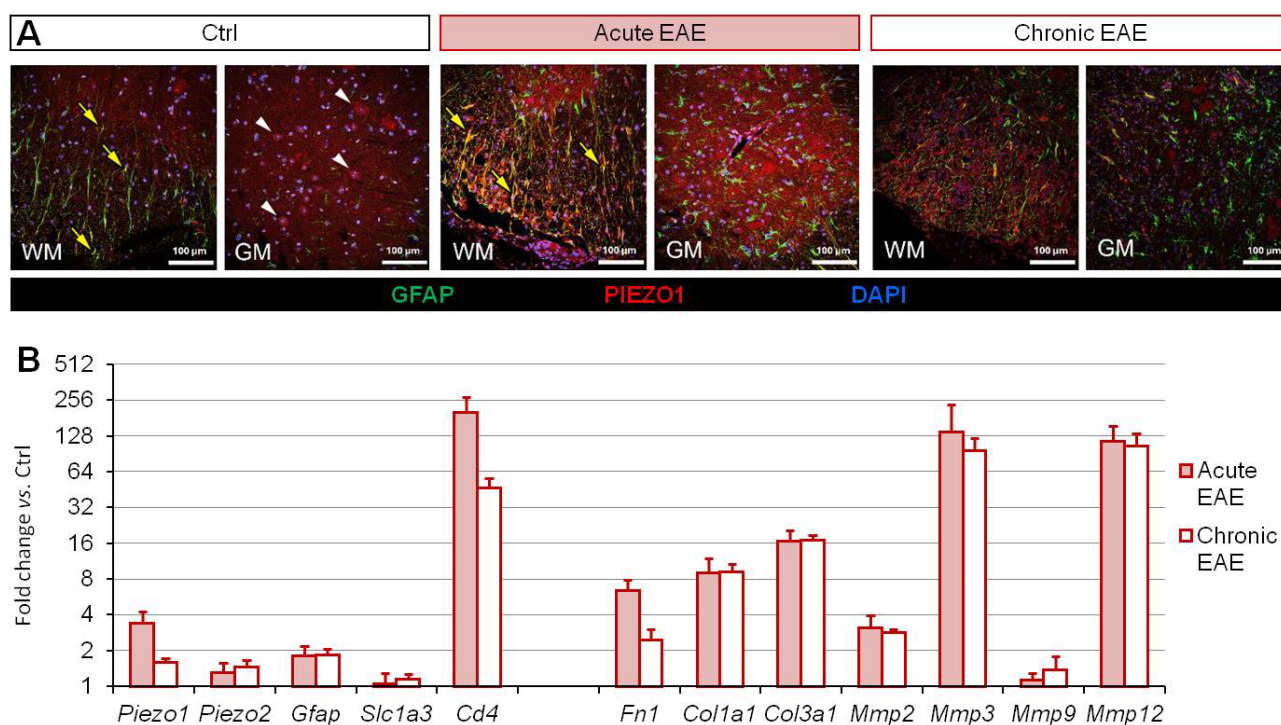 A
Ctrl
Acute EAE
Chronic EAE
WM
100 µm
GM
100 µm
WM
100 µm
GM
100 µm
WM
100 µm
GM
100 µm
GFAP PIEZO1 DAPI
B
Fold change vs. Ctrl
512
256
128
64
32
16
8
4
2
1
Piezo1 Piezo2 Gfap Slc1a3 Cd4 Fn1 Col1a1 Col3a1 Mmp2 Mmp3 Mmp9 Mmp12
Acute
EAE
Chronic
EAE